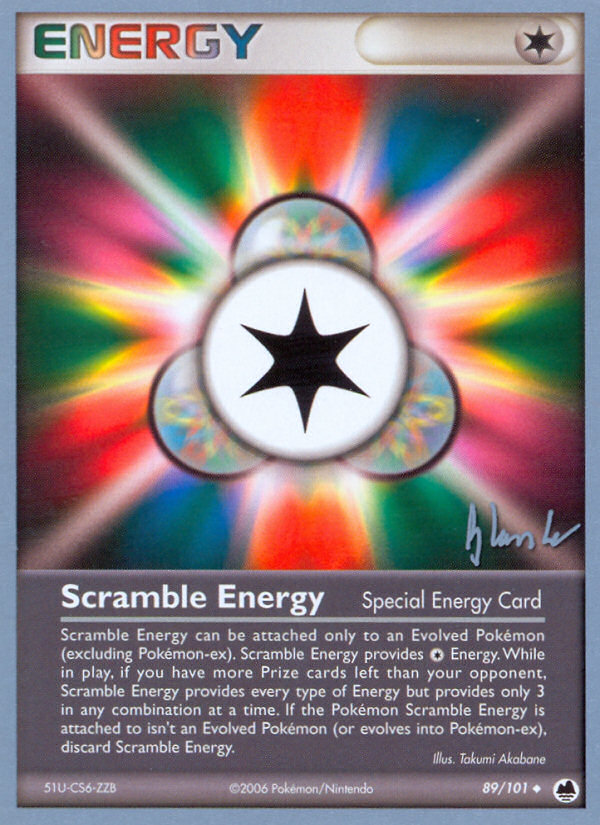 ENERGY
Scramble Energy Special Energy Card
Scramble Energy can be attached only to an Evolved Pokémon
(excluding Pokémon-ex). Scramble Energy provides Energy. While
in play, if you have more Prize cards left than your opponent,
Scramble Energy provides every type of Energy but provides only 3
in any combination at a time. If the Pokémon Scramble Energy is
attached to isn't an Evolved Pokémon (or evolves into Pokémon-ex),
discard Scramble Energy.
Illus. Takumi Akabane
51U-CS6-ZZB ©2006 Pokémon/Nintendo 89/101